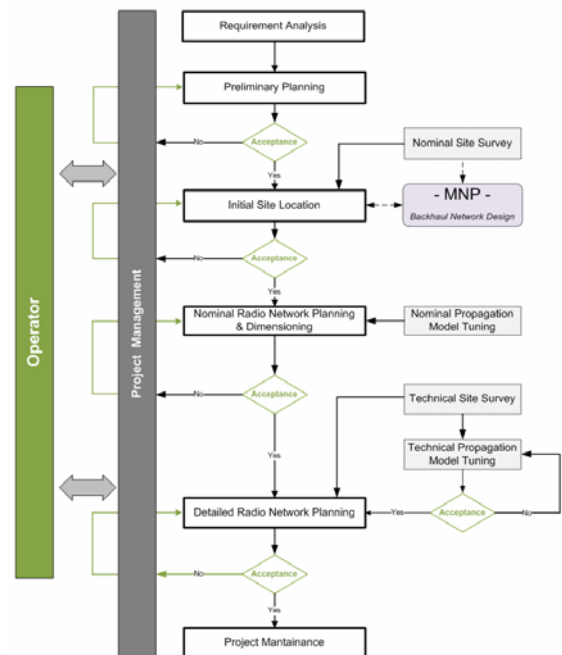 Requirement Analysis
Preliminary Planning
Acceptance
No
Yes
Nominal Site Survey
- MNP -
Backhaul Network Design
Initial Site Location
Acceptance
No
Yes
Nominal Radio Network Planning
& Dimensioning
Nominal Propagation
Model Tuning
Acceptance
No
Yes
Technical Site Survey
Technical Propagation
Model Tuning
Acceptance
Yes
No
Detailed Radio Network Planning
Acceptance
No
Yes
Project Mantainance
Operator
Project Management